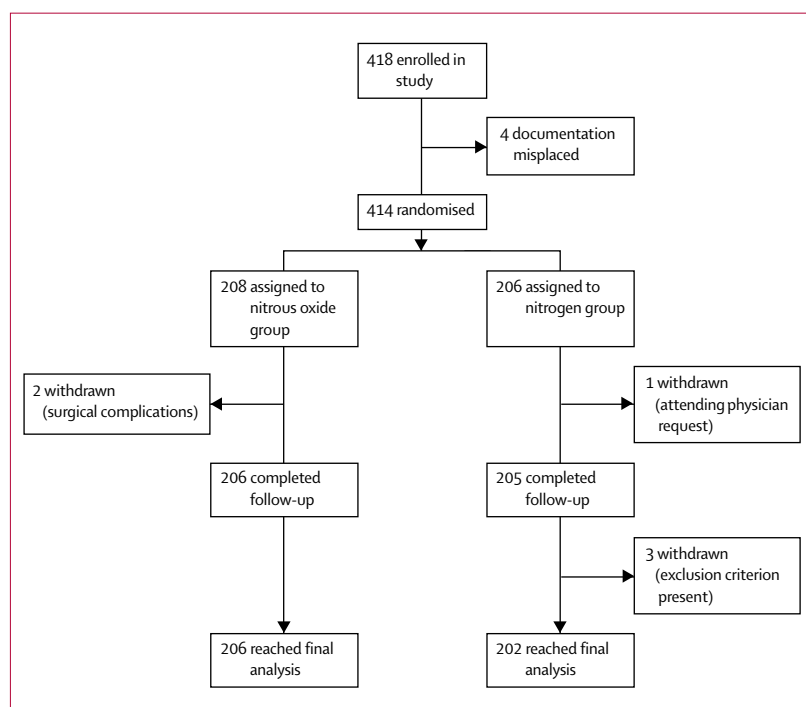 418 enrolled in
study
4 documentation
misplaced
414 randomised
208 assigned to
nitrous oxide
group
206 assigned to
nitrogen group
2 withdrawn
(surgical complications)
1 withdrawn
(attending physician
request)
206 completed
follow-up
205 completed
follow-up
3 withdrawn
(exclusion criterion
present)
206 reached final
analysis
202 reached final
analysis